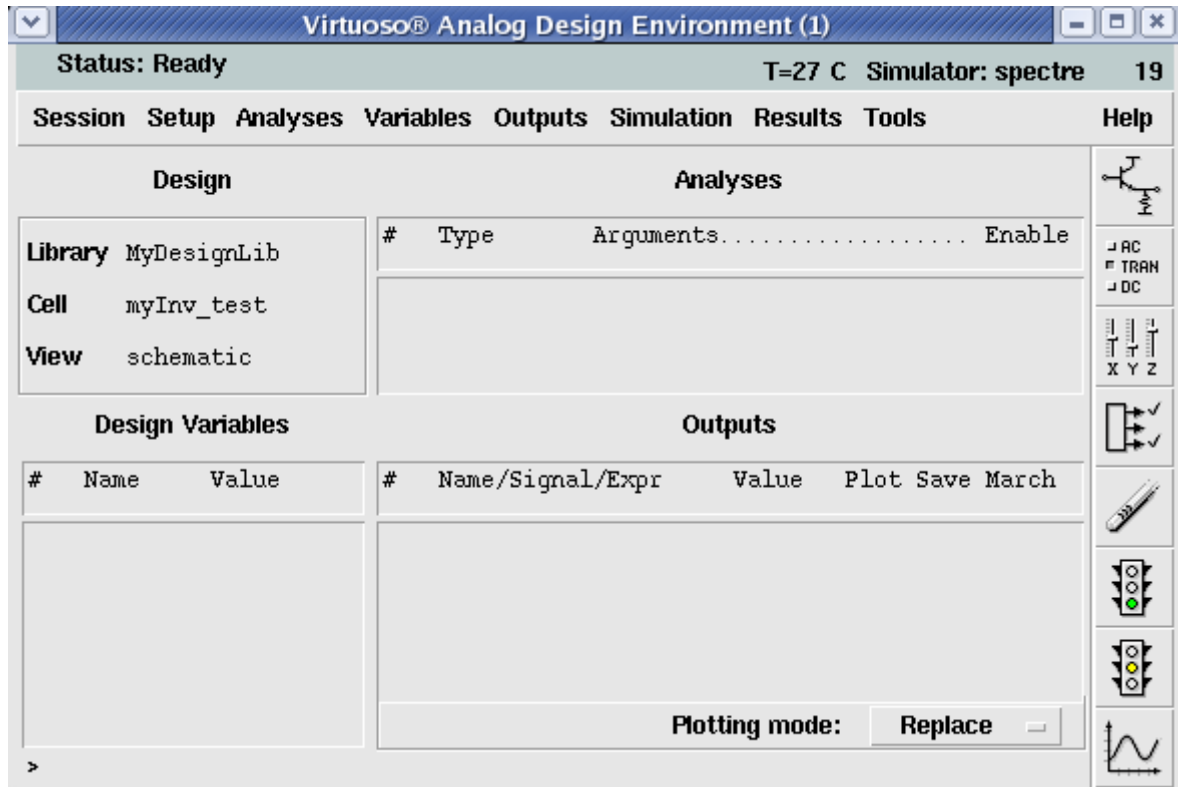 Virtuoso® Analog Design Environment (1)
Status: Ready
T=27 C Simulator: spectre 19
Session Setup Analyses Variables Outputs Simulation Results Tools Help
Design
Library MyDesignLib
Cell myInv_test
View schematic
Analyses
# Type Arguments................... Enable
Design Variables
# Name Value
Outputs
# Name/Signal/Expr Value Plot Save March
Plotting mode: Replace
>
AC
TRAN
DC
X Y Z